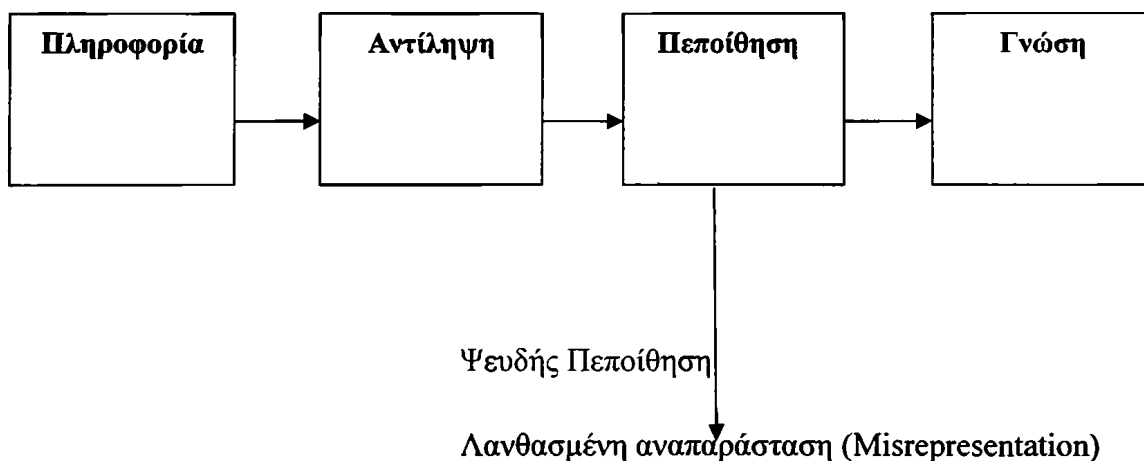 Πληροφορία
Αντίληψη
Πεποίθηση
Γνώση
Ψευδής Πεποίθηση
Λανθασμένη αναπαράσταση (Misrepresentation)